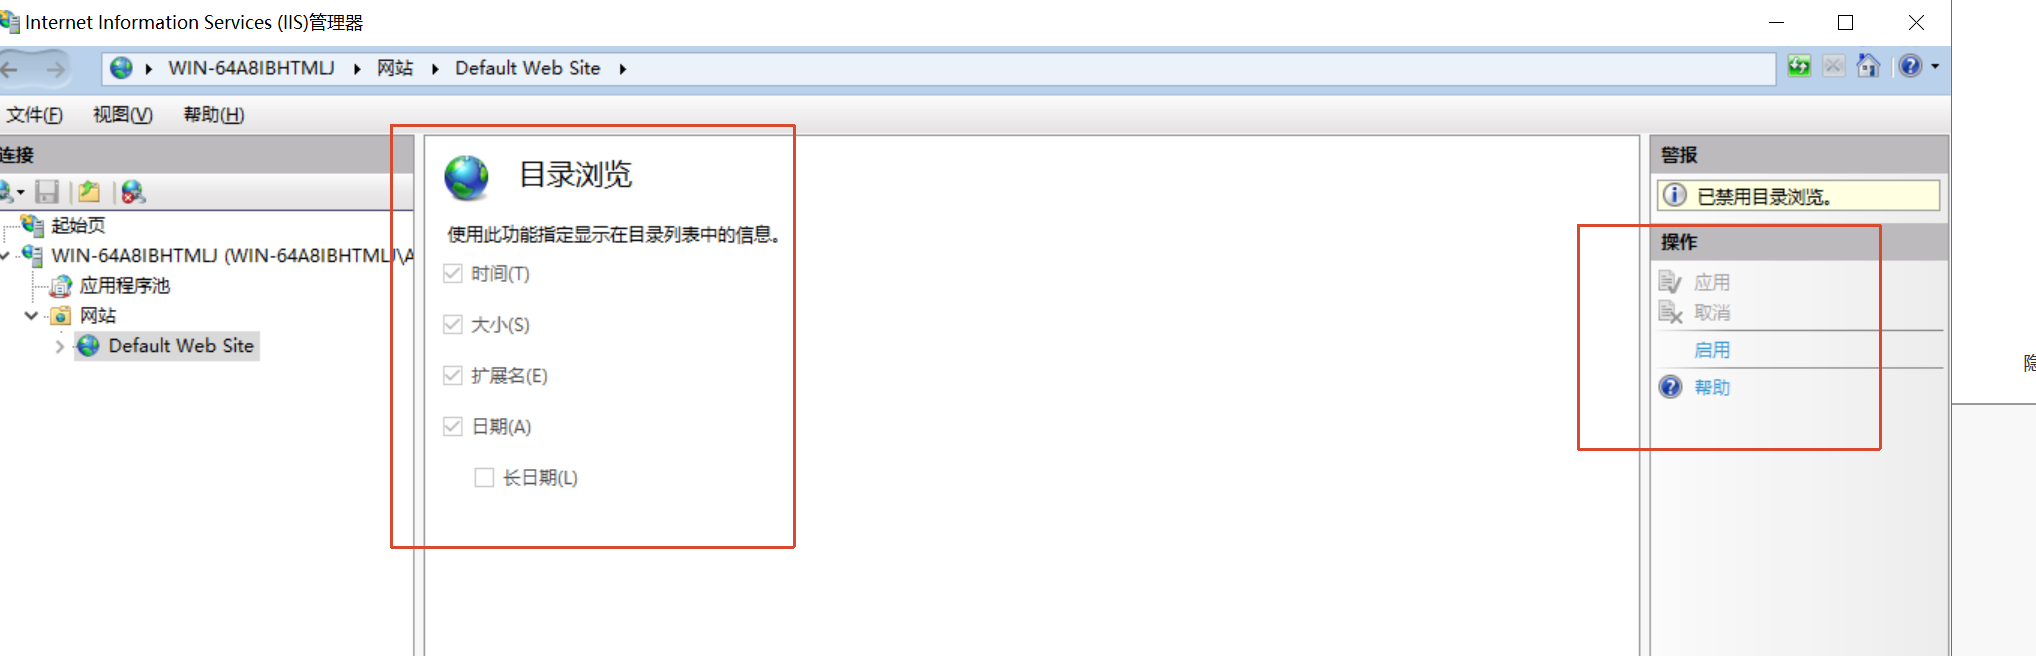 Internet Information Services (IIS)管理器
WIN-64A8IBHTMLJ
网站
Default Web Site
文件(F)
视图(V)
帮助(H)
连接
起始页
WIN-64A8IBHTMLJ (WIN-64A8IBHTMLJ\A
应用程序池
网站
Default Web Site
目录浏览
使用此功能指定显示在目录列表中的信息。
时间(T)
大小(S)
扩展名(E)
日期(A)
长日期(L)
警报
已禁用目录浏览。
操作
应用
取消
启用
帮助